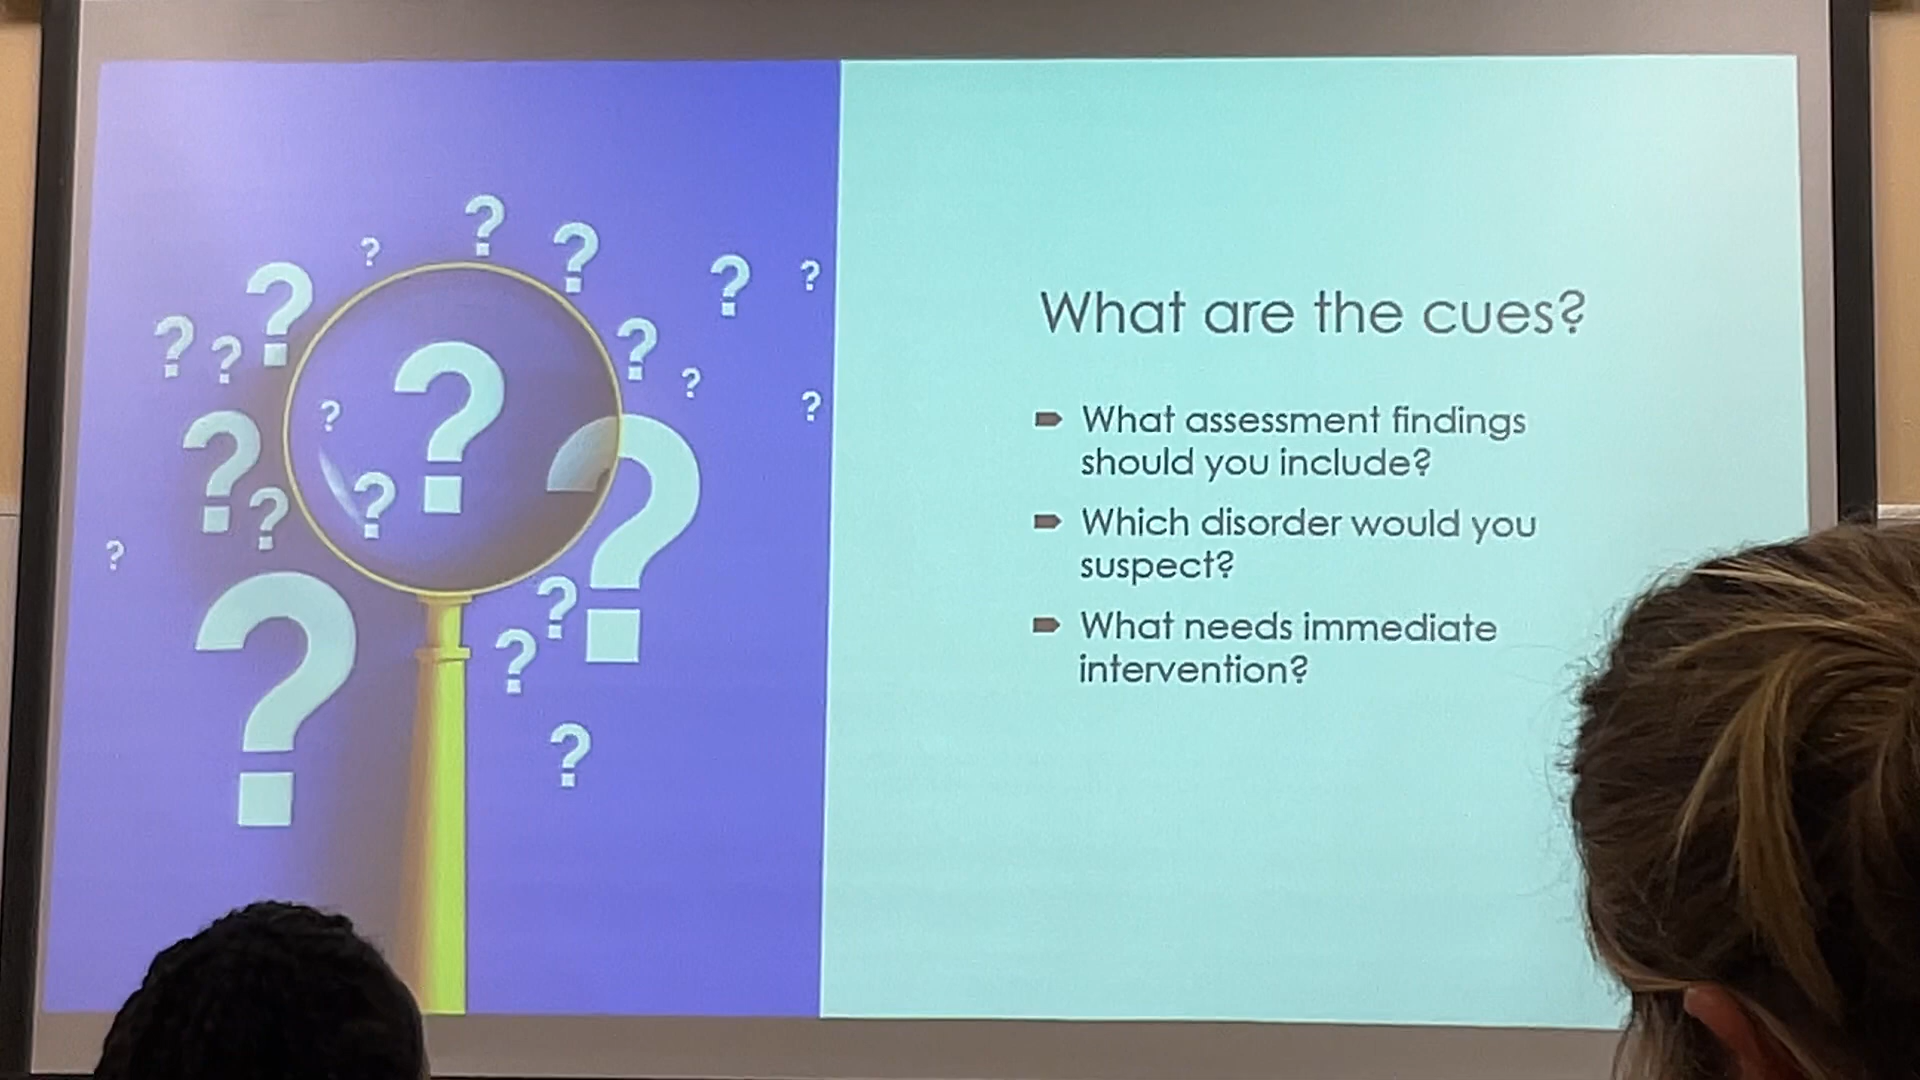 What are the cues?
What assessment findings
should you include?
Which disorder would you
suspect?
What needs immediate
intervention?